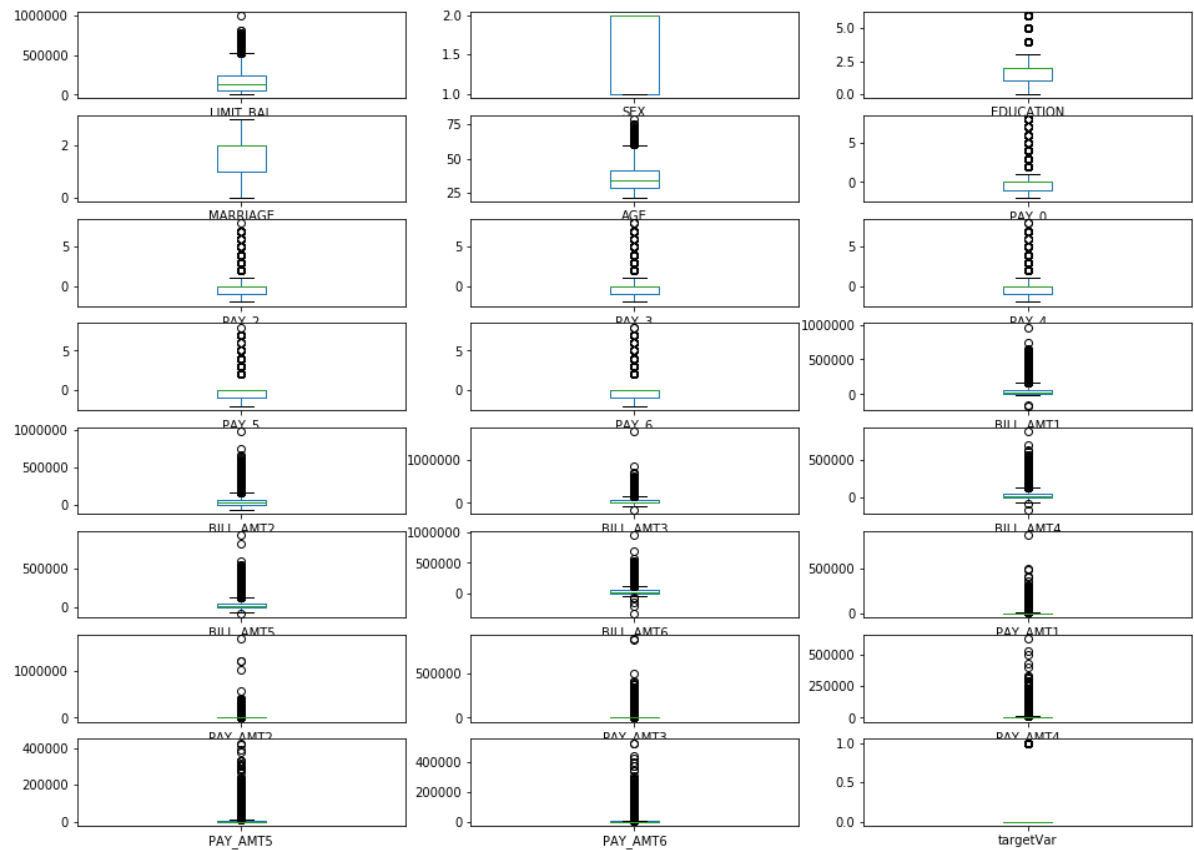 1000000
500000
0
LIMIT_BAL
2.0
1.5
1.0
SEX
5.0
2.5
0.0
EDUCATION
2
0
MARRIAGE
75
50
25
AGE
5
0
PAY_0
5
0
PAY_2
5
0
PAY_3
5
0
PAY_4
5
0
PAY_5
5
0
PAY_6
1000000
500000
0
BILL_AMT1
1000000
500000
0
BILL_AMT2
1000000
0
BILL_AMT3
500000
0
BILL_AMT4
500000
0
BILL_AMT5
1000000
500000
0
BILL_AMT6
500000
0
PAY_AMT1
1000000
0
PAY_AMT2
500000
0
PAY_AMT3
500000
250000
0
PAY_AMT4
400000
200000
0
PAY_AMT5
400000
200000
0
PAY_AMT6
1.0
0.5
0.0
targetVar